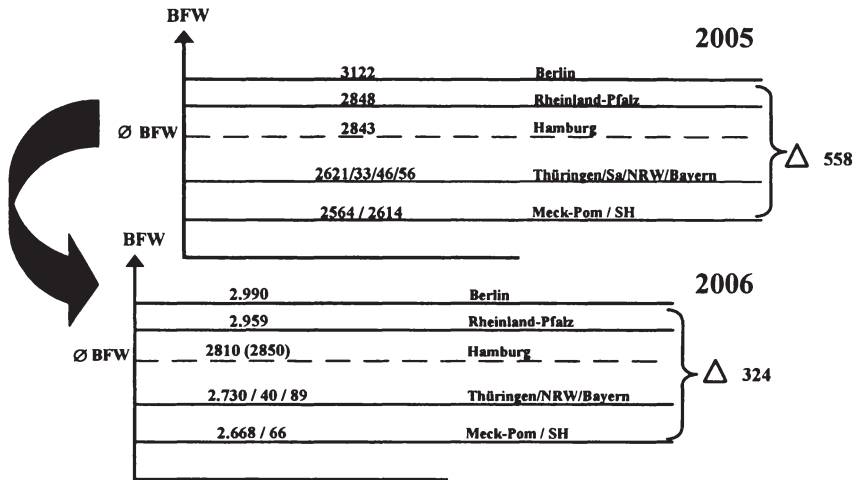 BFW
2005
3122 Berlin
2848 Rheinland-Pfalz
Ø BFW 2843 Hamburg
△ 558
2621/33/46/56 Thüringen/Sa/NRW/Bayern
2564 / 2614 Meck-Pom / SH
BFW
2006
2.990 Berlin
2.959 Rheinland-Pfalz
Ø BFW 2810 (2850) Hamburg
△ 324
2.730 / 40 / 89 Thüringen/NRW/Bayern
2.668 / 66 Meck-Pom / SH